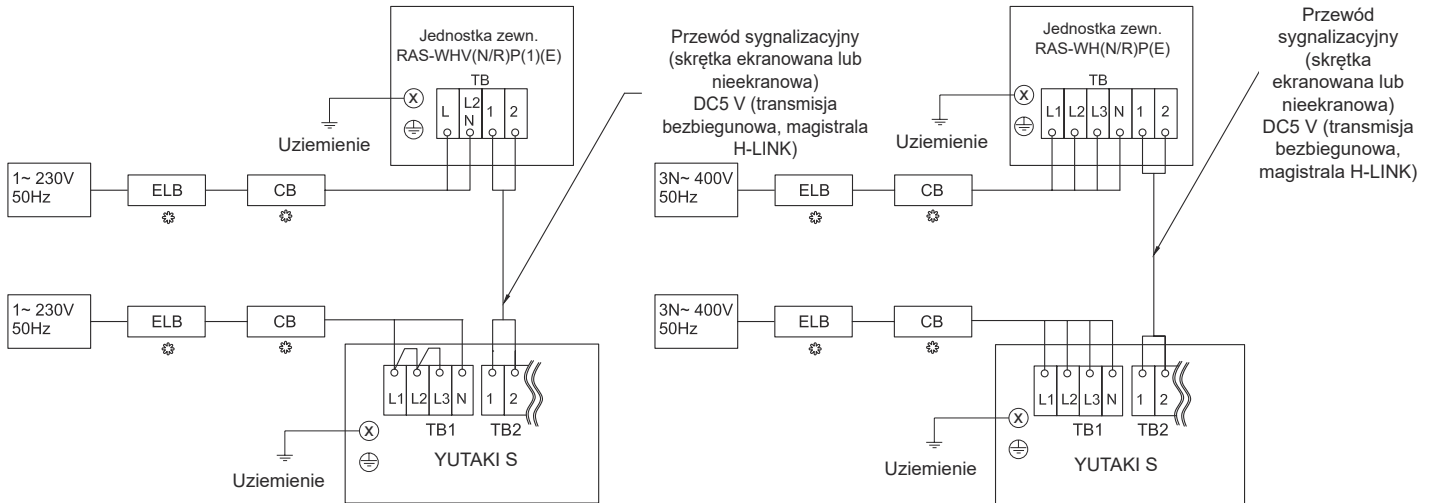 Jednostka zewn.
RAS-WHV(N/R)P(1)(E)
TB
L
L2
N
1
2
X
Uziemienie
1~ 230V
50Hz
ELB
CB
Przewód sygnalizacyjny
(skrętka ekranowana lub
nieekranowa)
DC5 V (transmisja
bezbiegunowa, magistrala
H-LINK)
1~ 230V
50Hz
ELB
CB
L1
L2
L3
N
1
2
TB1
TB2
X
Uziemienie
YUTAKI S
Jednostka zewn.
RAS-WH(N/R)P(E)
TB
L1
L2
L3
N
1
2
X
Uziemienie
3N~ 400V
50Hz
ELB
CB
Przewód
sygnalizacyjny
(skrętka
ekranowana lub
nieekranowa)
DC5 V (transmisja
bezbiegunowa,
magistrala H-LINK)
3N~ 400V
50Hz
ELB
CB
L1
L2
L3
N
1
2
TB1
TB2
X
Uziemienie
YUTAKI S